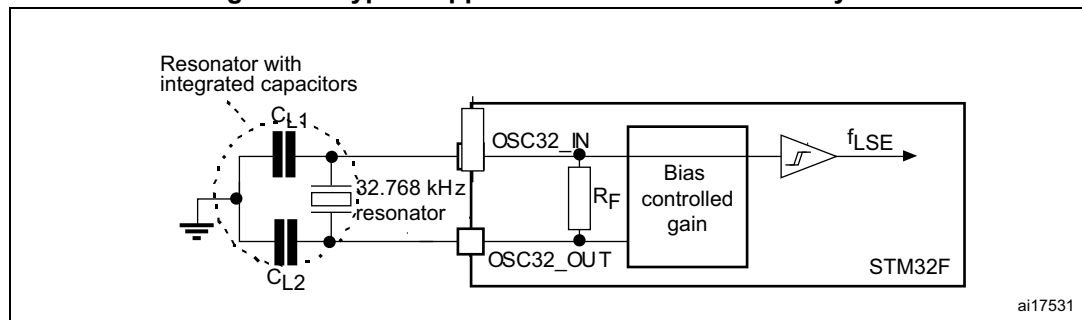 Resonator with
integrated capacitors
CL1
OSC32_IN
fLSE
32.768 kHz
resonator
RF
Bias
controlled
gain
OSC32_OUT
CL2
STM32F
ai17531